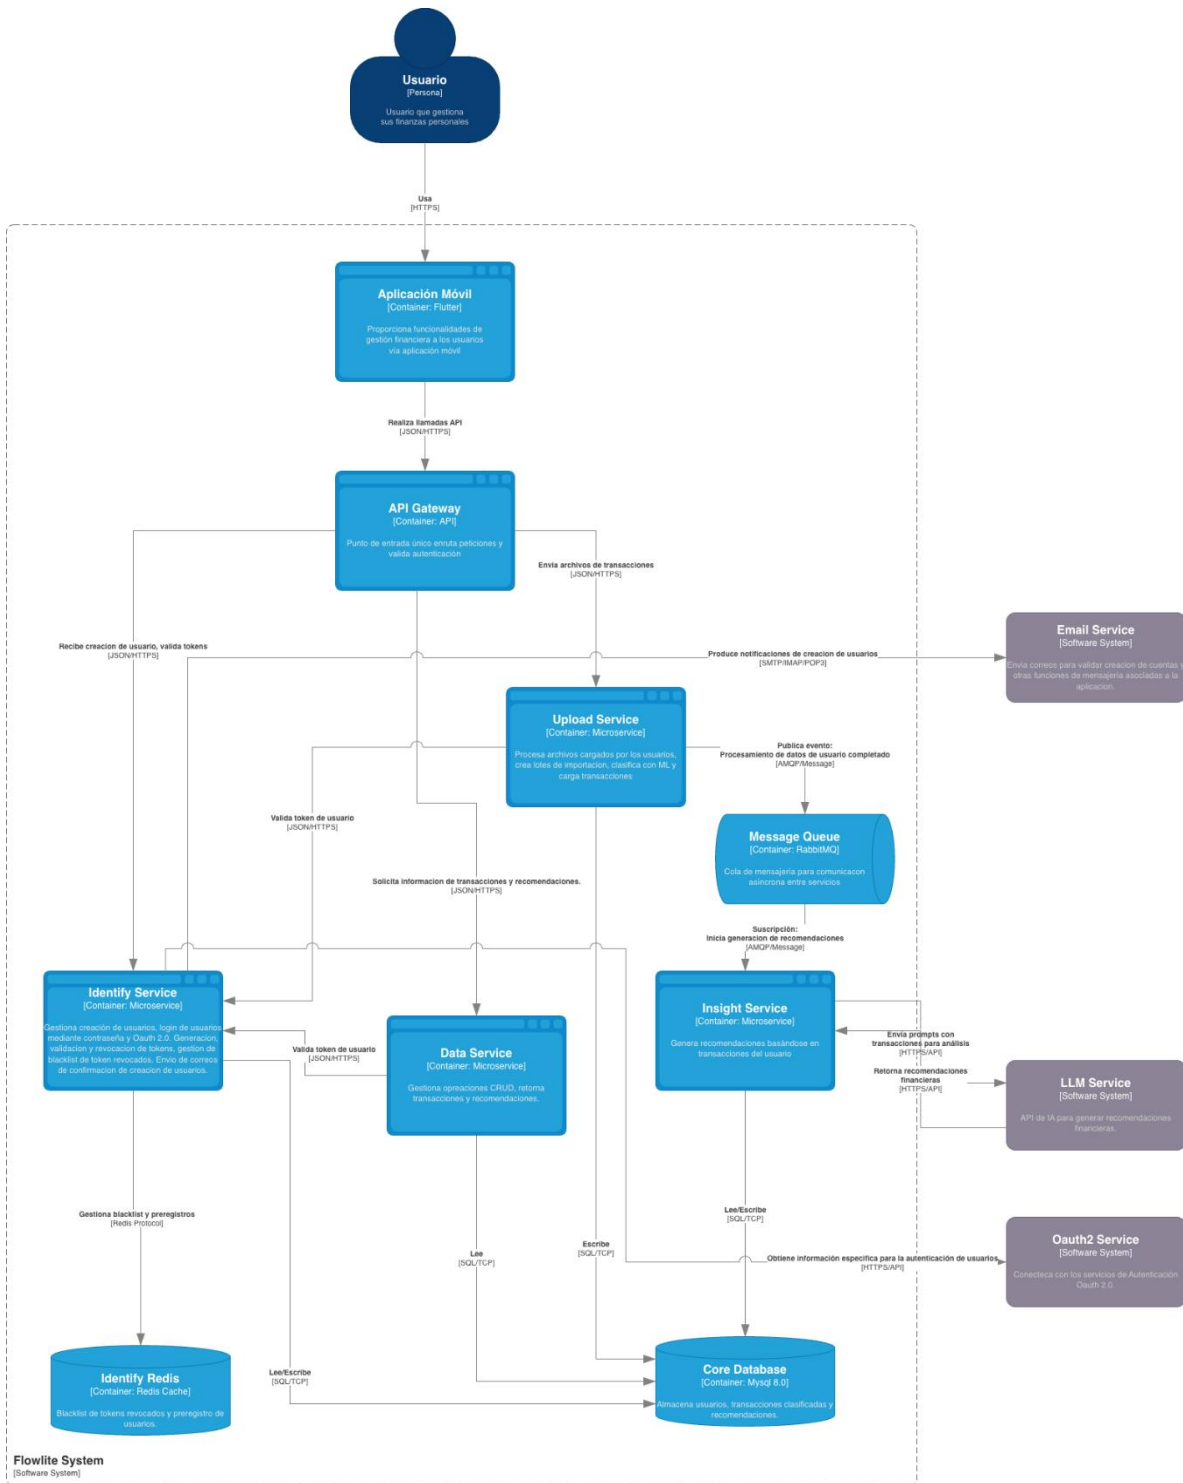 Usuario
[Persona]
Usuario que gestiona
sus finanzas personales
Usa
[HTTPS]
Aplicación Móvil
[Container: Flutter]
Proporciona funcionalidades de
gestión financiera a los usuarios
vía aplicación móvil
Realiza llamadas API
[JSON/HTTPS]
API Gateway
[Container: API]
Punto de entrada único enruta peticiones y
valida autenticación
Envia archivos de transacciones
[JSON/HTTPS]
Recibe creacion de usuario, valida tokens
[JSON/HTTPS]
Produce notificaciones de creacion de usuarios
[SMTP/IMAP/POP3]
Email Service
[Software System]
Envia correos para validar creacion de cuentas y
otras funciones de mensajería asociadas a la
aplicacion.
Upload Service
[Container: Microservice]
Procesa archivos cargados por los usuarios,
crea lotes de importacion, clasifica con ML y
carga transacciones
Publica evento:
Procesamiento de datos de usuario completado
[AMQP/Message]
Valida token de usuario
[JSON/HTTPS]
Message Queue
[Container: RabbitMQ]
Cola de mensajería para comunicacon
asíncrona entre servicios
Solicita informacion de transacciones y recomendaciones.
[JSON/HTTPS]
Suscripción:
Inicia generacion de recomendaciones
[AMQP/Message]
Identify Service
[Container: Microservice]
Gestiona creación de usuarios, login de usuarios
mediante contraseña y Oauth 2.0. Generacion,
validacion y revocacion de tokens, gestion de
blacklist de token revocados. Envio de correos
de confirmacion de creacion de usuarios.
Valida token de usuario
[JSON/HTTPS]
Data Service
[Container: Microservice]
Gestiona opreaciones CRUD, retorna
transacciones y recomendaciones.
Insight Service
[Container: Microservice]
Genera recomendaciones basándose en
transacciones del usuario
Envía prompts con
transacciones para análisis
[HTTPS/API]
Retorna recomendaciones
financieras
[HTTPS/API]
LLM Service
[Software System]
API de IA para generar recomendaciones
financieras.
Gestiona blacklist y preregistros
[Redis Protocol]
Lee
[SQL/TCP]
Escribe
[SQL/TCP]
Lee/Escribe
[SQL/TCP]
Obtiene información especifica para la autenticación de usuarios
[HTTPS/API]
Oauth2 Service
[Software System]
Conecteca con los servicios de Autenticación
Oauth 2.0.
Identify Redis
[Container: Redis Cache]
Blacklist de tokens revocados y preregistro de
usuarios.
Lee/Escribe
[SQL/TCP]
Core Database
[Container: Mysql 8.0]
Almacena usuarios, transacciones clasificadas y
recomendaciones.
Flowlite System
[Software System]